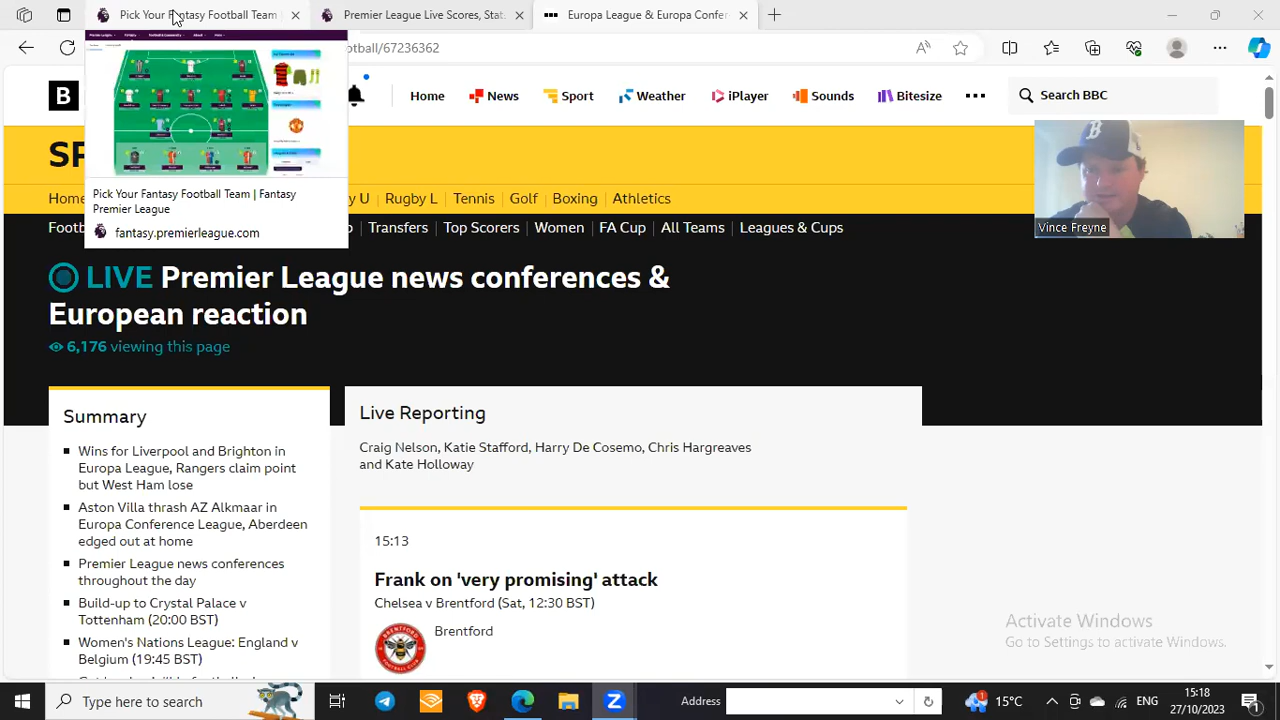 Pick Your Fantasy Football Team
Premier League Live Scores, Stat
Europa League & Europa Confer
otball/67236362
B
Home
News
Sport
Weather
iPlayer
Sounds
Bitesize
Search BBC
Pick Your Fantasy Football Team | Fantasy
Premier League
fantasy.premierleague.com
SP
Home
y U
Rugby L
Tennis
Golf
Boxing
Athletics
Footb
Transfers
Top Scorers
Women
FA Cup
All Teams
Leagues & Cups
Vince Freyne
LIVE Premier League news conferences &
European reaction
6,176 viewing this page
Summary
Wins for Liverpool and Brighton in
Europa League, Rangers claim point
but West Ham lose
Aston Villa thrash AZ Alkmaar in
Europa Conference League, Aberdeen
edged out at home
Premier League news conferences
throughout the day
Build-up to Crystal Palace v
Tottenham (20:00 BST)
Women's Nations League: England v
Belgium (19:45 BST)
Live Reporting
Craig Nelson, Katie Stafford, Harry De Cosemo, Chris Hargreaves
and Kate Holloway
15:13
Frank on 'very promising' attack
Chelsea v Brentford (Sat, 12:30 BST)
Brentford
Activate Windows
Go to Settings to activate Windows.
Type here to search
Address
1
15°C
ENG
15:18
27/10/2023
1